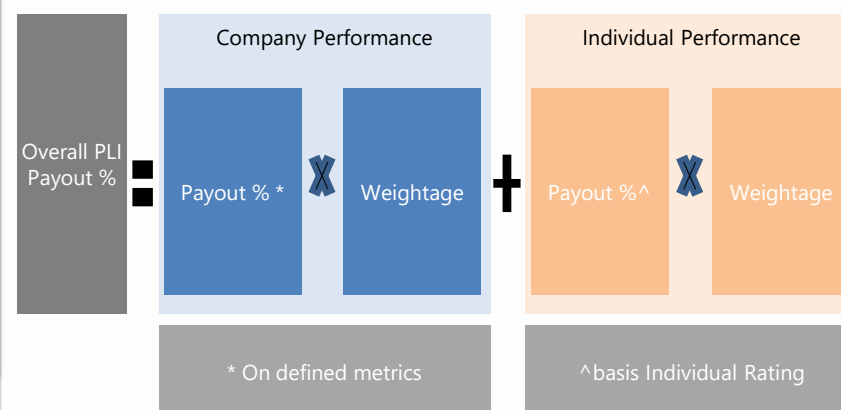 Company Performance
Individual Performance
Overall PLI
Payout %
Payout % *
Weightage
Payout %^
Weightage
* On defined metrics
^basis Individual Rating